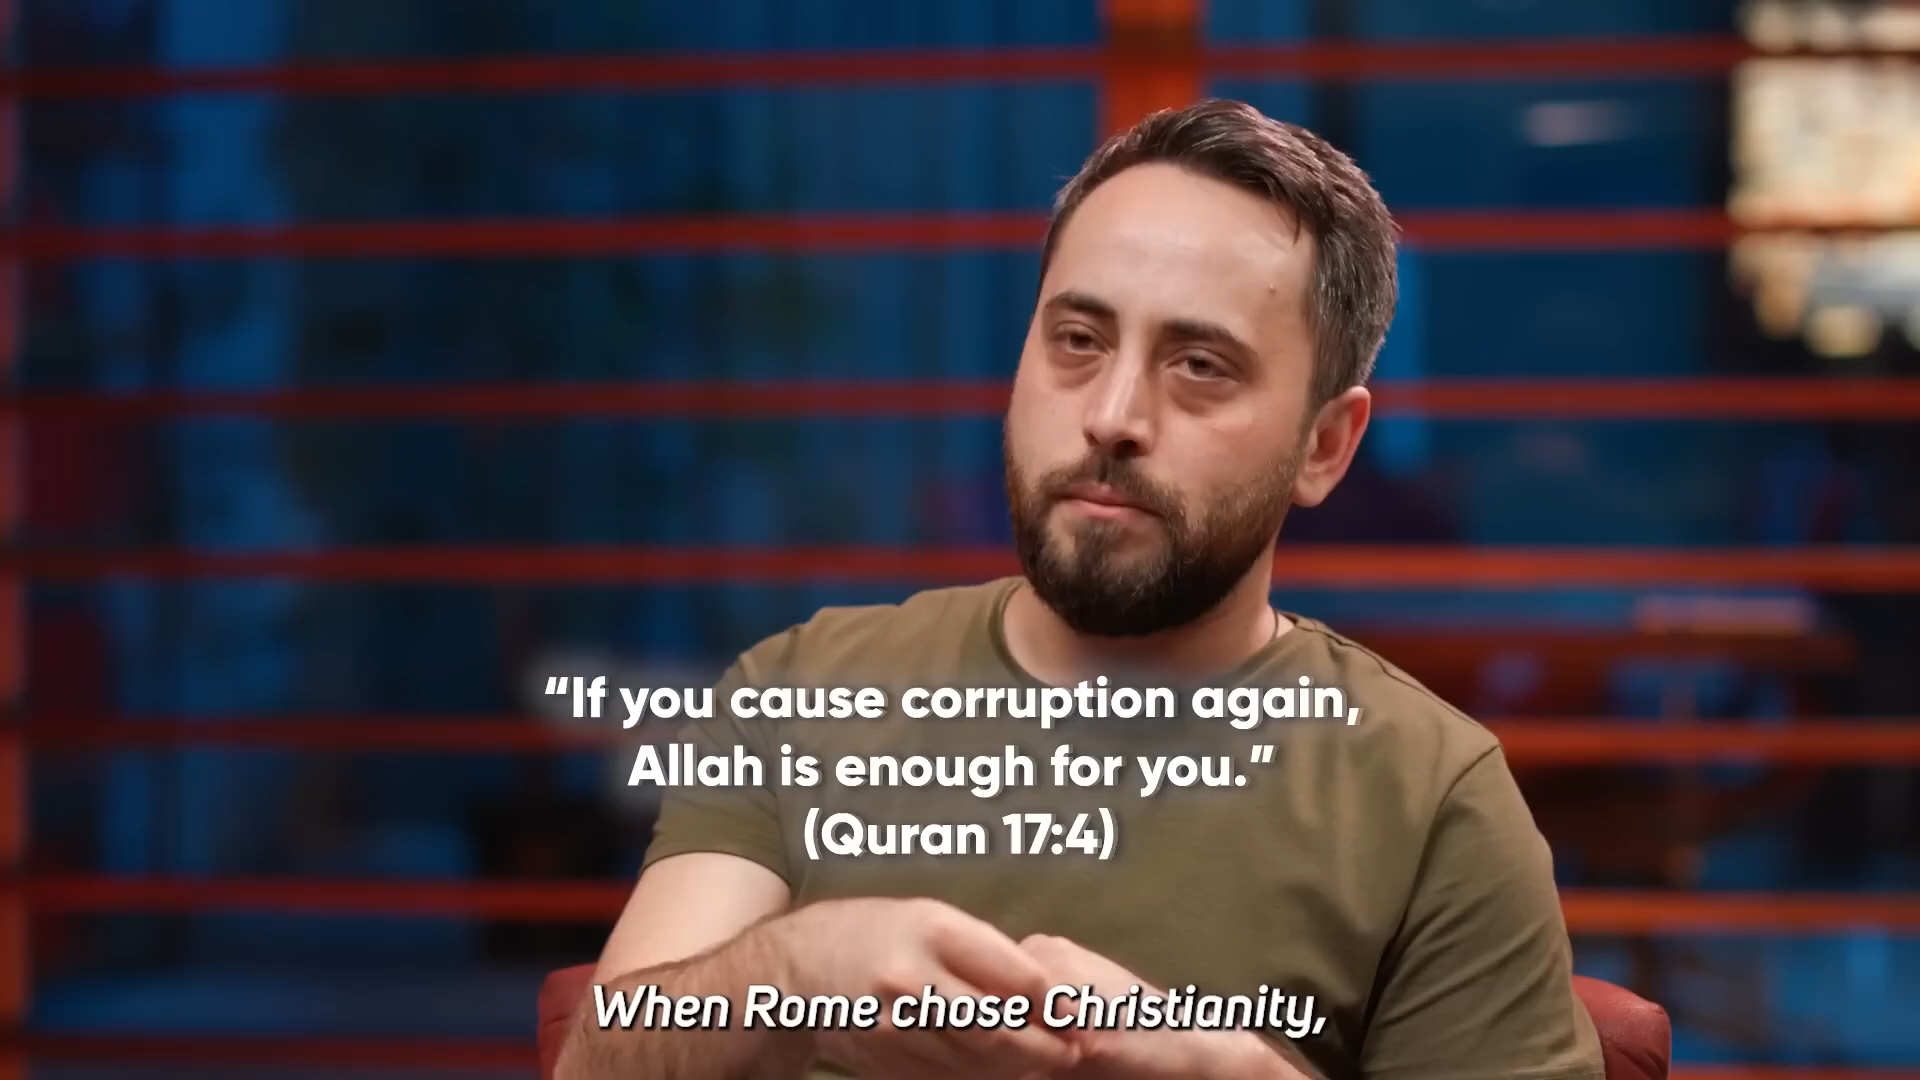 “If you cause corruption again,
Allah is enough for you.”
(Quran 17:4)
When Rome chose Christianity,